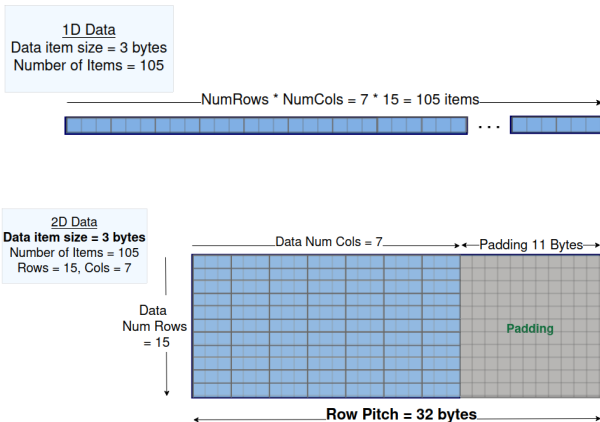 1D Data
Data item size = 3 bytes
Number of Items = 105
NumRows * NumCols = 7 * 15 = 105 items
...
2D Data
Data item size = 3 bytes
Number of Items = 105
Rows = 15, Cols = 7
Data Num Cols = 7
Padding 11 Bytes
Data
Num Rows
= 15
Padding
Row Pitch = 32 bytes